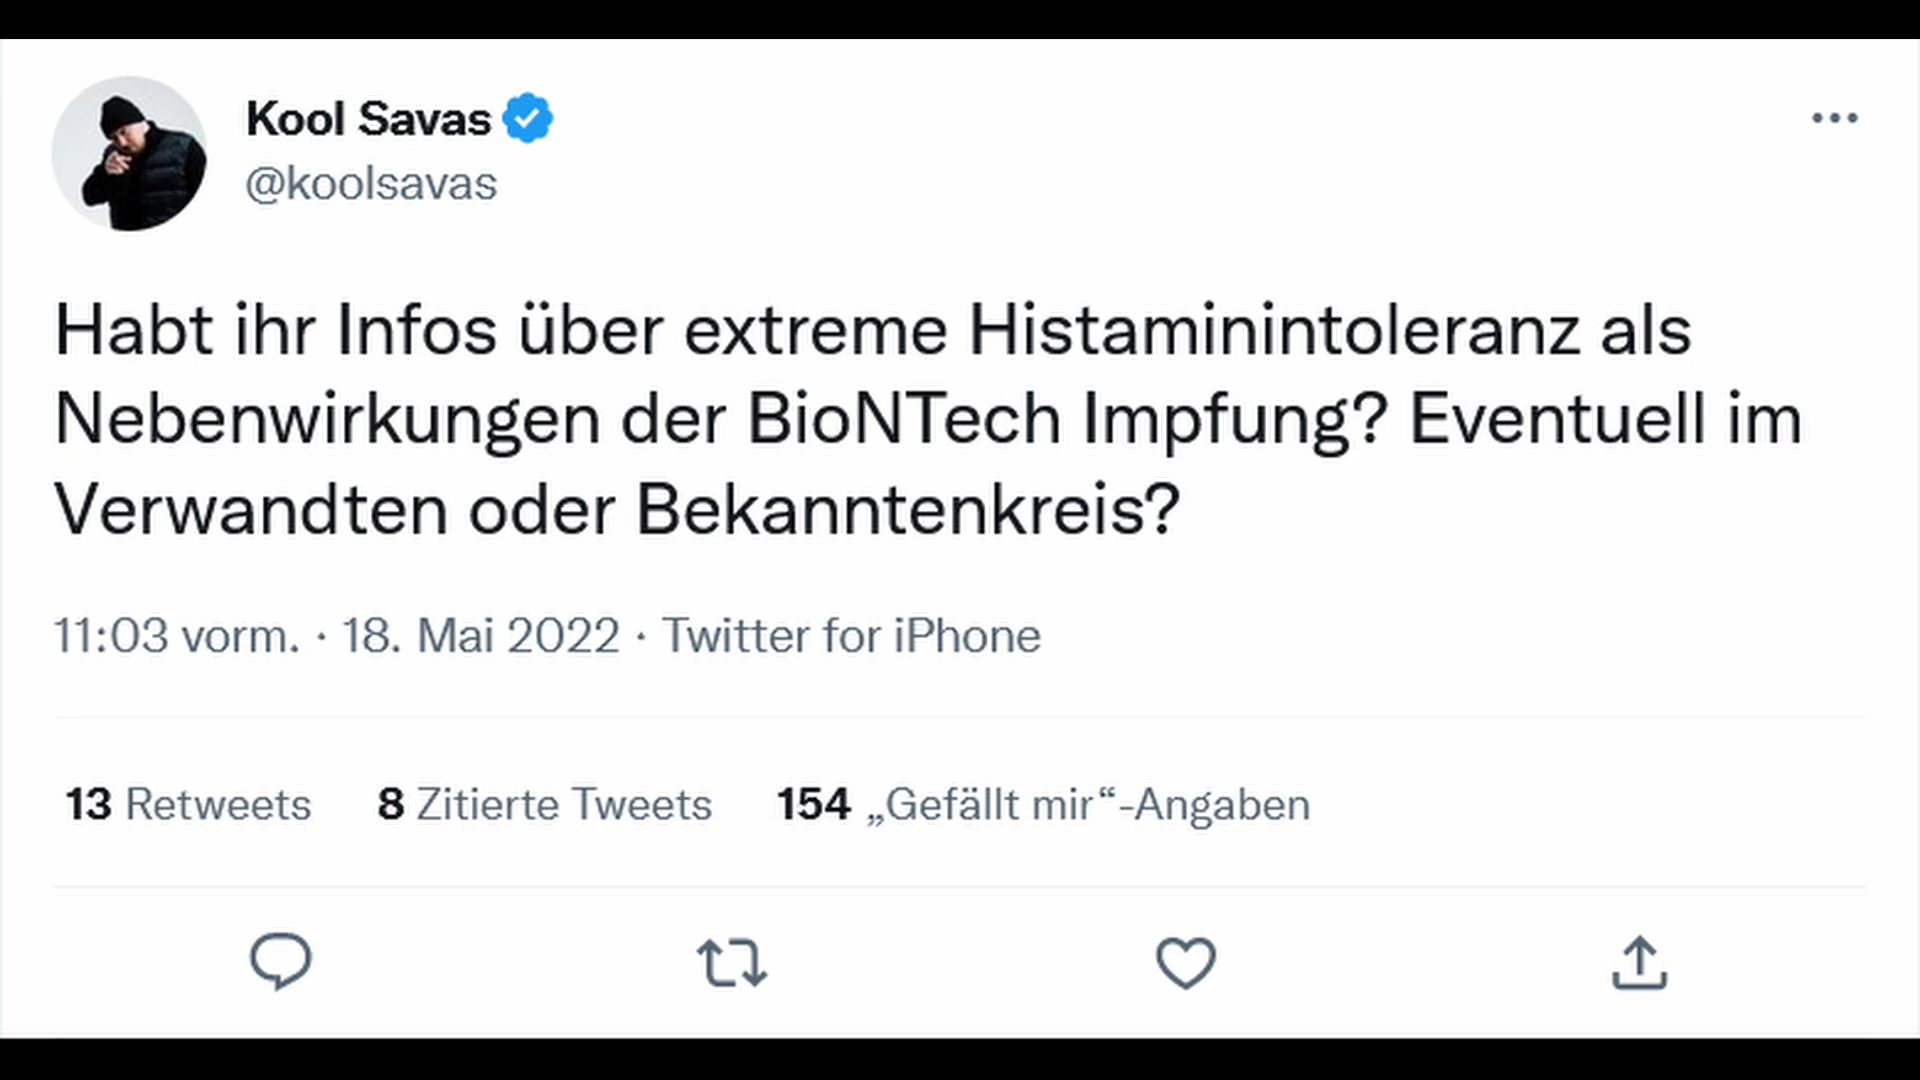 Kool Savas
@koolsavas
Habt ihr Infos über extreme Histaminintoleranz als
Nebenwirkungen der BioNTech Impfung? Eventuell im
Verwandten oder Bekanntenkreis?
11:03 vorm. · 18. Mai 2022 · Twitter for iPhone
13 Retweets 8 Zitierte Tweets 154 „Gefällt mir“-Angaben